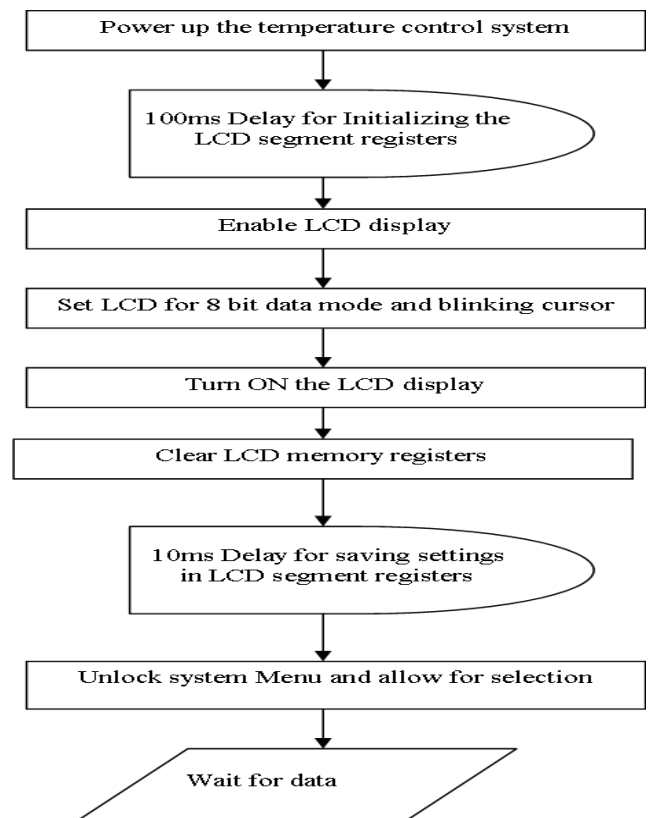 Power up the temperature control system
100ms Delay for Initializing the
LCD segment registers
Enable LCD display
Set LCD for 8 bit data mode and blinking cursor
Turn ON the LCD display
Clear LCD memory registers
10ms Delay for saving settings
in LCD segment registers
Unlock system Menu and allow for selection
Wait for data